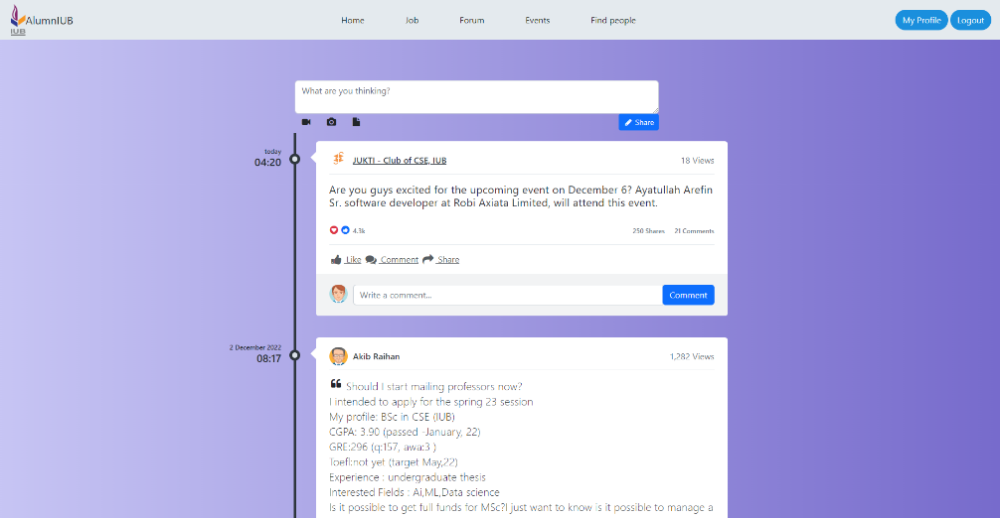 AlumnIUB
IUB
Home
Job
Forum
Events
Find people
My Profile
Logout
What are you thinking?
Share
today
04:20
JUKTI - Club of CSE, IUB
18 Views
Are you guys excited for the upcoming event on December 6? Ayatullah Arefin
Sr. software developer at Robi Axiata Limited, will attend this event.
4.3k
250 Shares
21 Comments
Like
Comment
Share
Write a comment...
Comment
2 December 2022
08:17
Akib Raihan
1,282 Views
Should I start mailing professors now?
I intended to apply for the spring 23 session
My profile: BSc in CSE (IUB)
CGPA: 3.90 (passed -January, 22)
GRE:296 (q:157, awa:3 )
Toefl:not yet (target May,22)
Experience : undergraduate thesis
Interested Fields : Ai,ML,Data science
Is it possible to get full funds for MSc?I just want to know is it possible to manage a